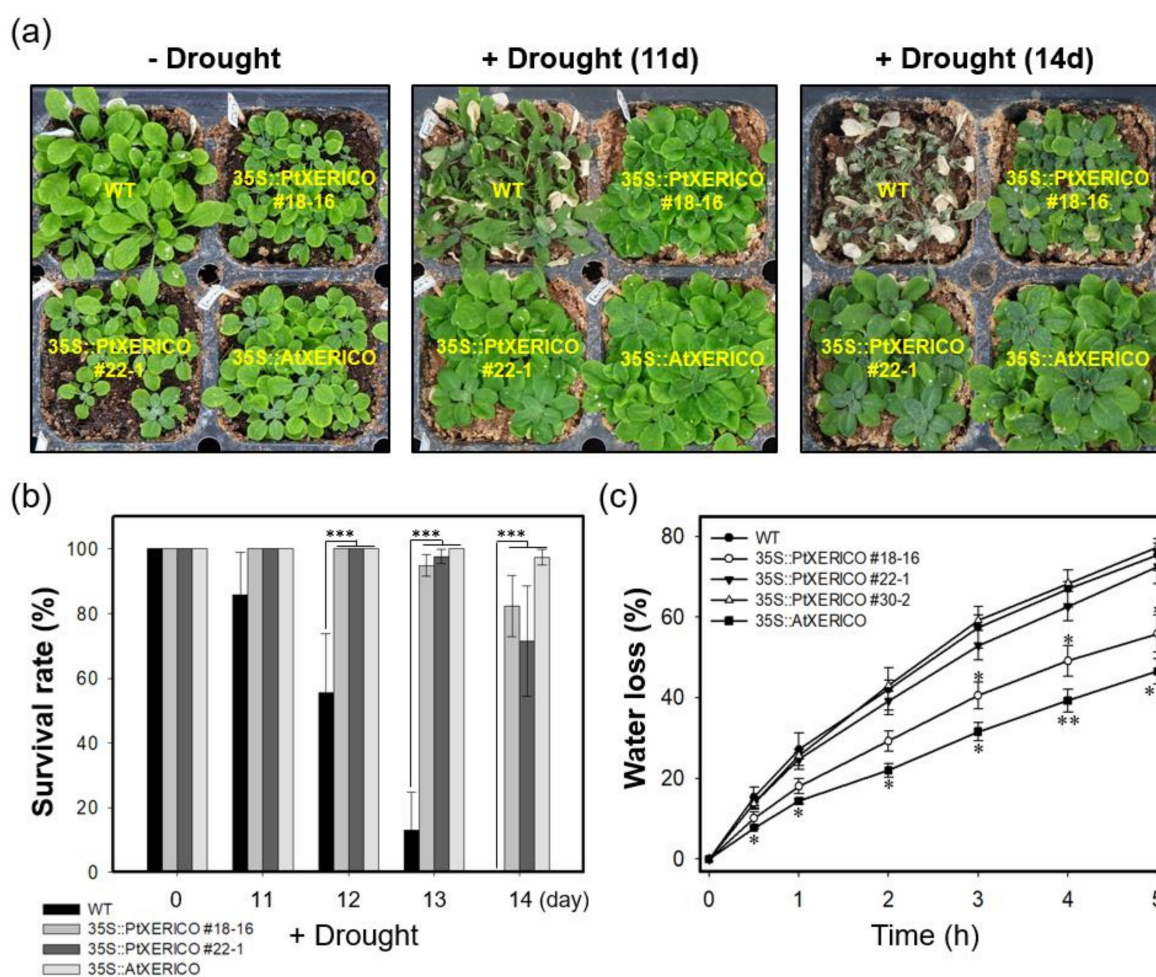 (a)
- Drought
+ Drought (11d)
+ Drought (14d)
WT
35S::PtXERICO
#18-16
35S::PtXERICO
#22-1
35S::AtXERICO
WT
35S::PtXERICO
#18-16
35S::PtXERICO
#22-1
35S::AtXERICO
WT
35S::PtXERICO
#18-16
35S::PtXERICO
#22-1
35S::AtXERICO
(b)
Survival rate (%)
100
80
60
40
20
0
*** *** ***
0 11 12 13 14 (day)
+ Drought
WT
35S::PtXERICO #18-16
35S::PtXERICO #22-1
35S::AtXERICO
(c)
Water loss (%)
80
60
40
20
0
WT
35S::PtXERICO #18-16
35S::PtXERICO #22-1
35S::PtXERICO #30-2
35S::AtXERICO
* * *
* * * * ** *
0 1 2 3 4 5
Time (h)